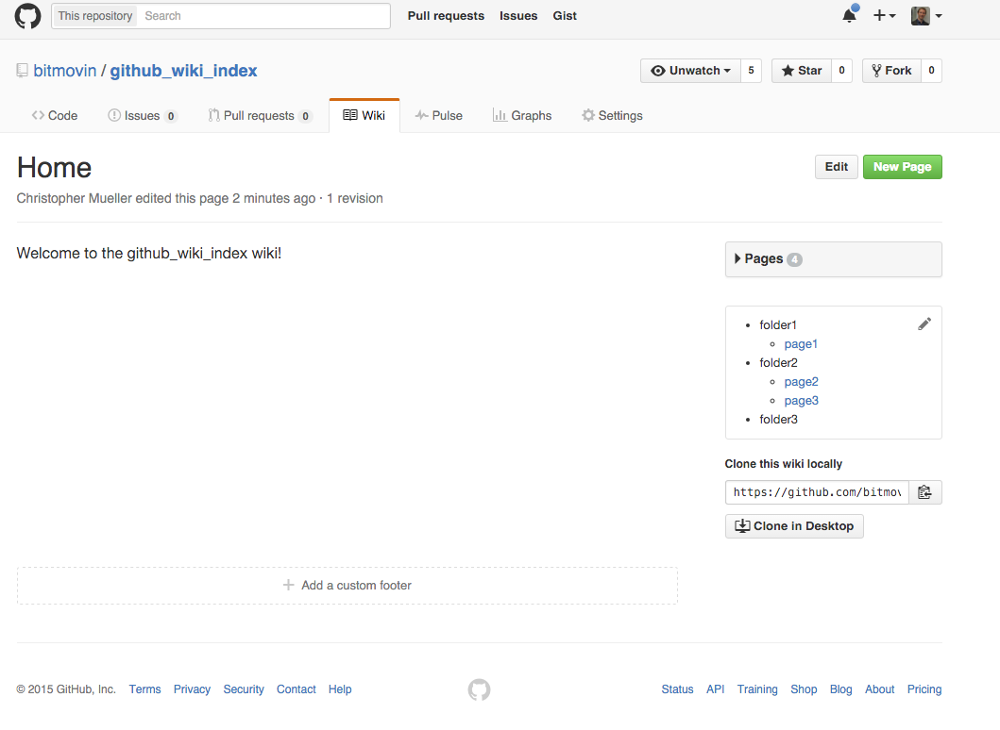 This repository Search Pull requests Issues Gist
bitmovin / github_wiki_index Unwatch 5 Star 0 Fork 0
Code Issues 0 Pull requests 0 Wiki Pulse Graphs Settings
Home Edit New Page
Christopher Mueller edited this page 2 minutes ago · 1 revision
Welcome to the github_wiki_index wiki!
Pages 4
folder1
page1
folder2
page2
page3
folder3
Clone this wiki locally
https://github.com/bitmov
Clone in Desktop
Add a custom footer
© 2015 GitHub, Inc. Terms Privacy Security Contact Help Status API Training Shop Blog About Pricing